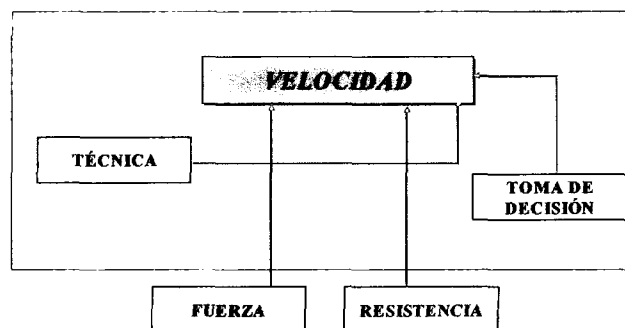 VELOCIDAD
TÉCNICA
TOMA DE
DECISIÓN
FUERZA
RESISTENCIA